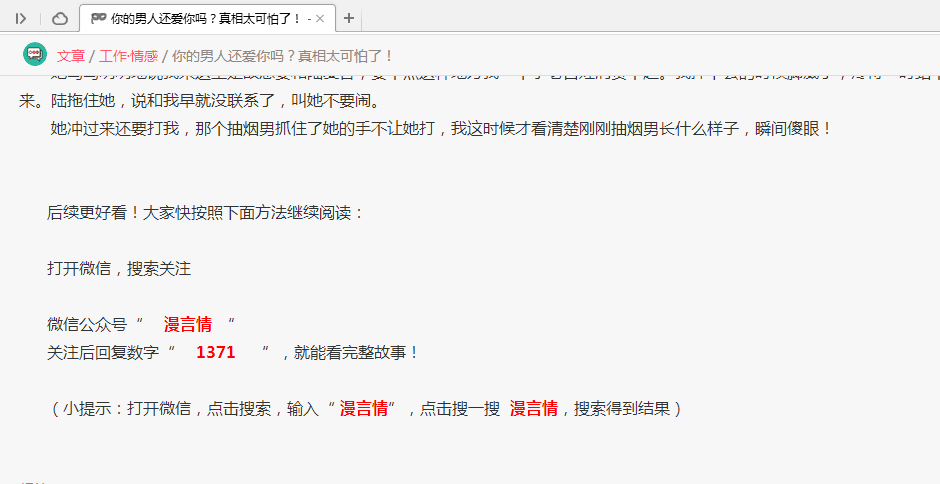 你的男人还爱你吗？真相太可怕了！ -
文章 / 工作·情感 / 你的男人还爱你吗？真相太可怕了！
来。陆拖住她，说和我早就没联系了，叫她不要闹。
她冲过来还要打我，那个抽烟男抓住了她的手不让她打，我这时候才看清楚刚刚抽烟男长什么样子，瞬间傻眼！
后续更好看！大家快按照下面方法继续阅读：
打开微信，搜索关注
微信公众号“ 漫言情 “
关注后回复数字“ 1371 ”，就能看完整故事！
（小提示：打开微信，点击搜索，输入“ 漫言情”，点击搜一搜 漫言情，搜索得到结果）